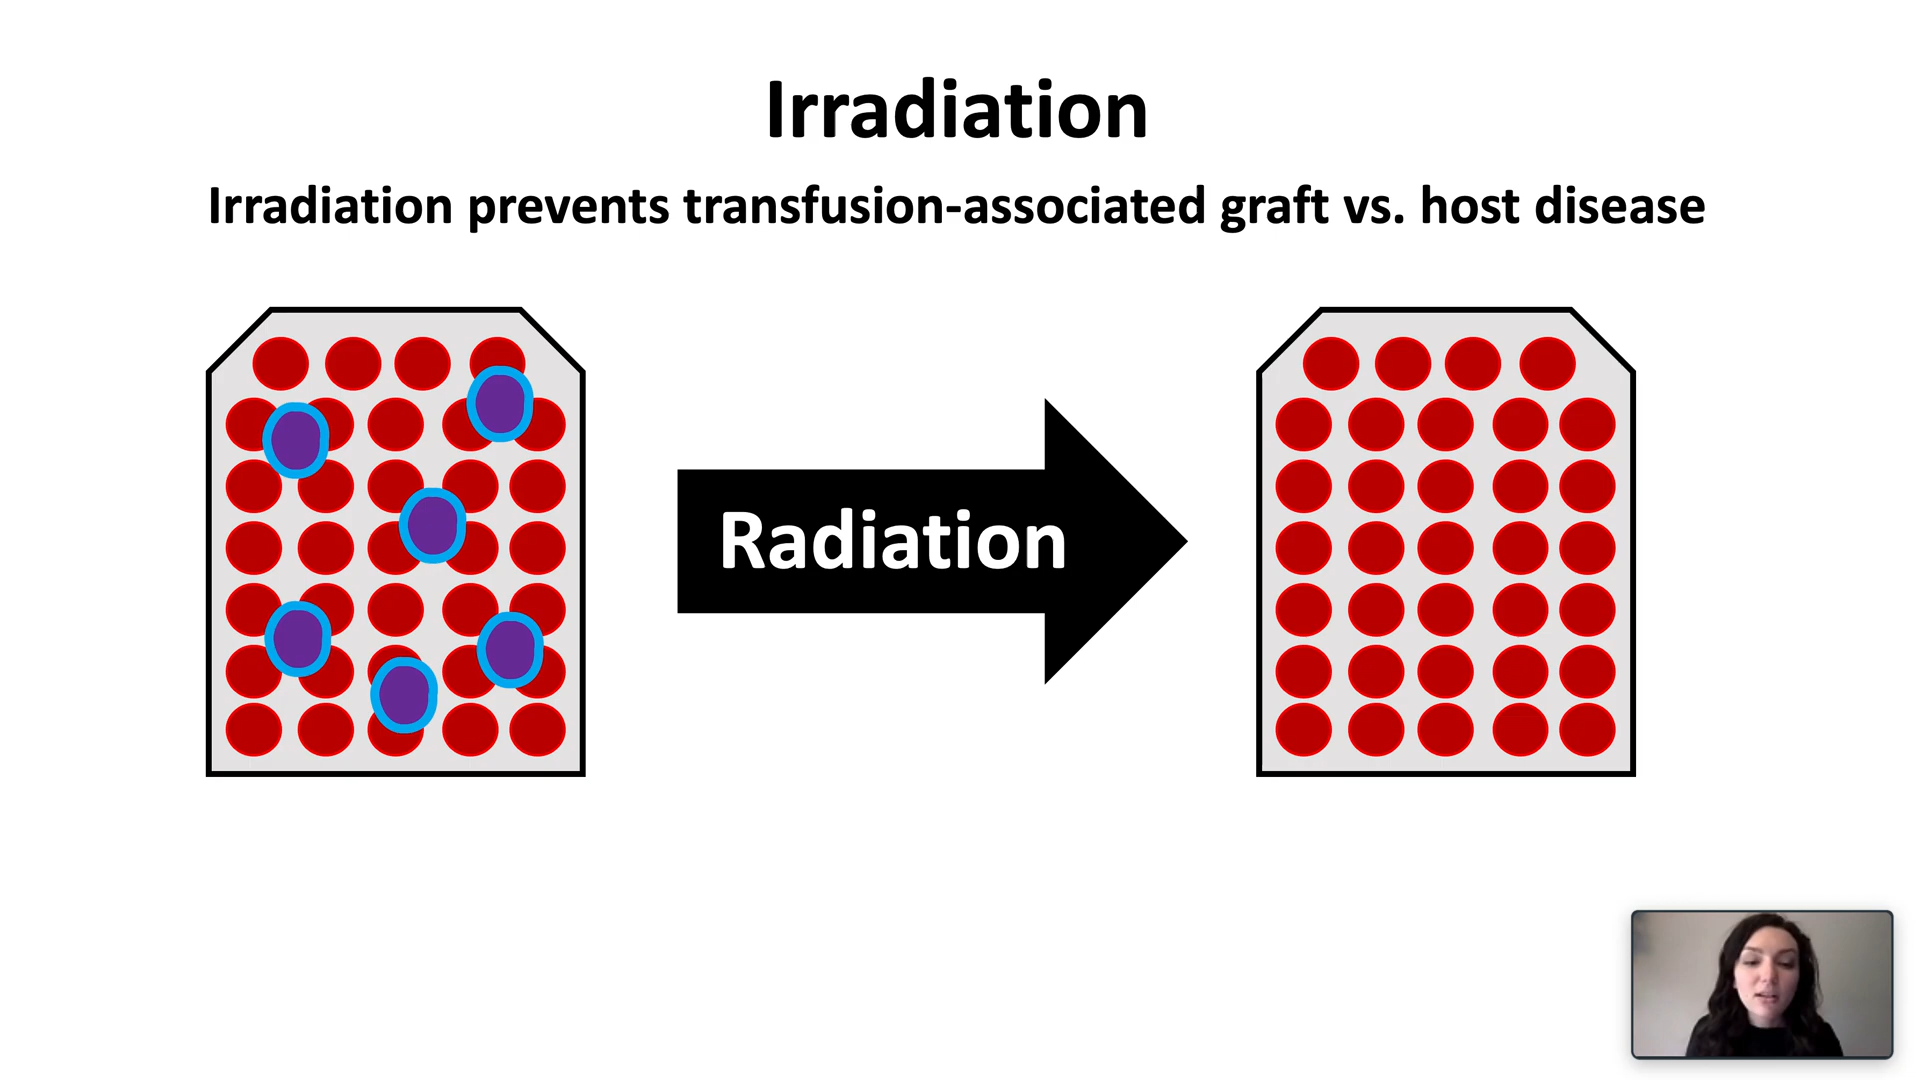 Irradiation
Irradiation prevents transfusion-associated graft vs. host disease
Radiation